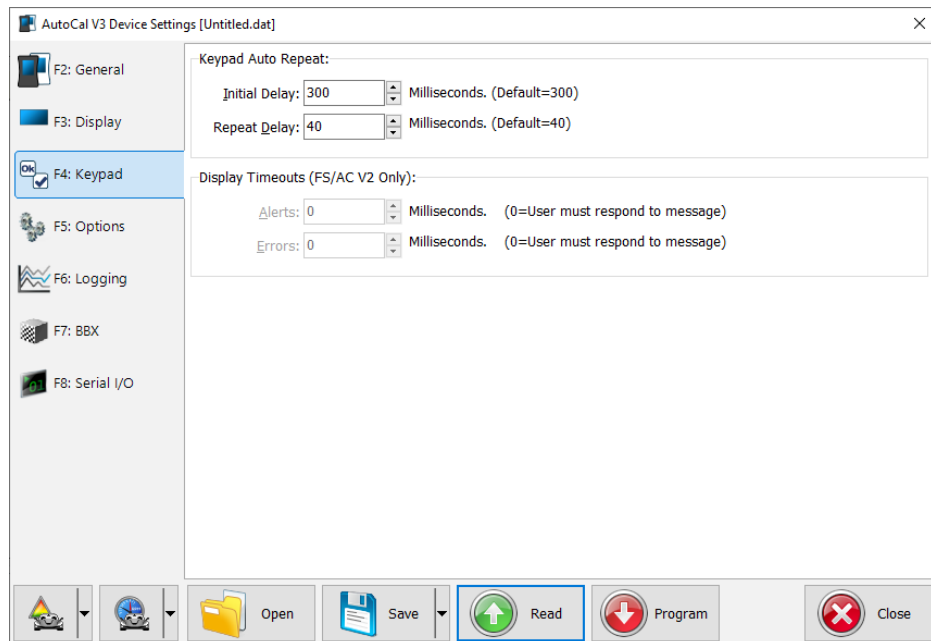 AutoCal V3 Device Settings [Untitled.dat]
F2: General
F3: Display
Ok
F4: Keypad
F5: Options
F6: Logging
F7: BBX
F8: Serial I/O
Keypad Auto Repeat:
Initial Delay: 300 Milliseconds. (Default=300)
Repeat Delay: 40 Milliseconds. (Default=40)
Display Timeouts (FS/AC V2 Only):
Alerts: 0 Milliseconds. (0=User must respond to message)
Errors: 0 Milliseconds. (0=User must respond to message)
Open
Save
Read
Program
Close